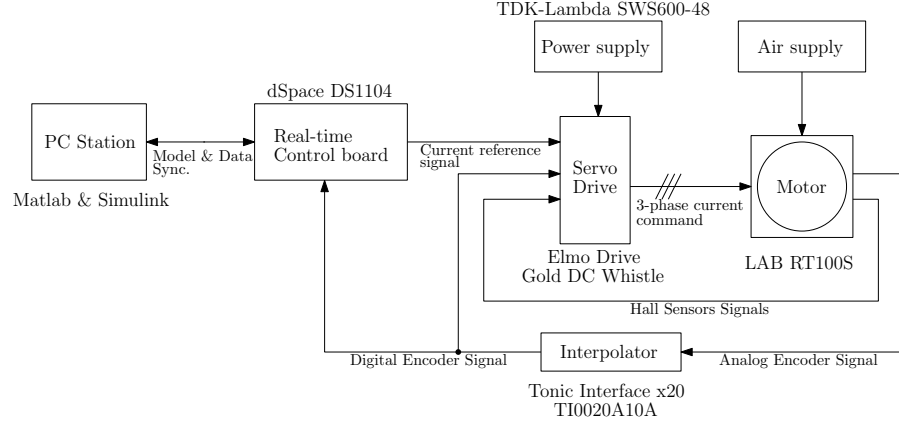 TDK-Lambda SWS600-48
Power supply
Air supply
dSpace DS1104
PC Station
Real-time
Control board
Model & Data
Sync.
Matlab & Simulink
Current reference
signal
Servo
Drive
3-phase current
command
Motor
Elmo Drive
Gold DC Whistle
LAB RT100S
Hall Sensors Signals
Digital Encoder Signal
Interpolator
Analog Encoder Signal
Tonic Interface x20
TI0020A10A